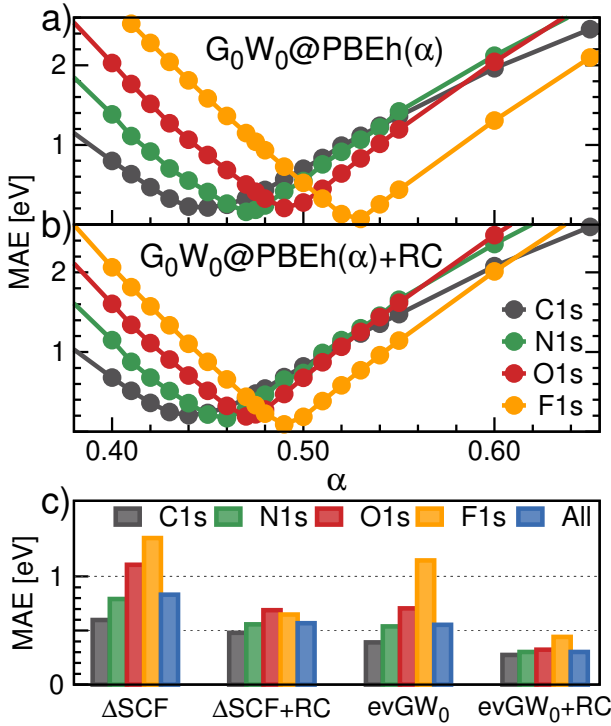 a)
G₀W₀@PBEh(α)
2
1
MAE [eV]
b)
G₀W₀@PBEh(α)+RC
2
1
C1s
N1s
O1s
F1s
0.40 0.50 0.60
α
c)
C1s N1s O1s F1s All
MAE [eV]
1
0
ΔSCF ΔSCF+RC evGW₀ evGW₀+RC